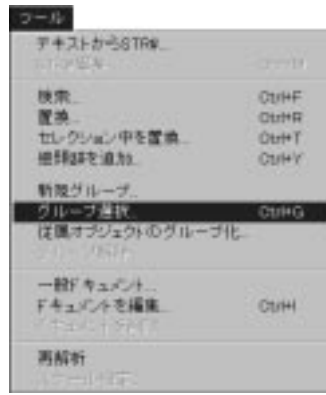 ツール
テキストからSTR#...
検索... Ctrl+F
置換... Ctrl+R
セレクション中を置換... Ctrl+T
を追加... Ctrl+Y
新規グループ...
グループ選択... Ctrl+G
従属オブジェクトのグループ化...
一般ドキュメント...
ドキュメントを編集... Ctrl+I
再解析